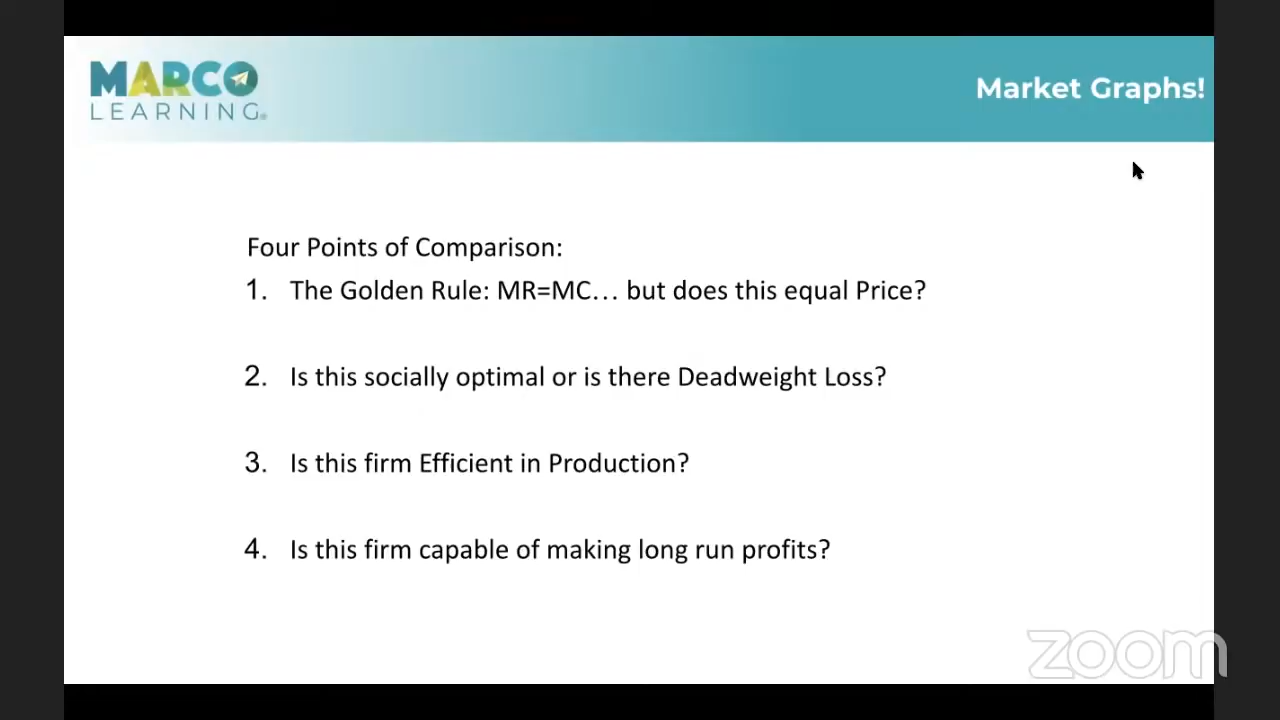 MARCO
LEARNING®
Market Graphs!
Four Points of Comparison:
1. The Golden Rule: MR=MC... but does this equal Price?
2. Is this socially optimal or is there Deadweight Loss?
3. Is this firm Efficient in Production?
4. Is this firm capable of making long run profits?
zoom